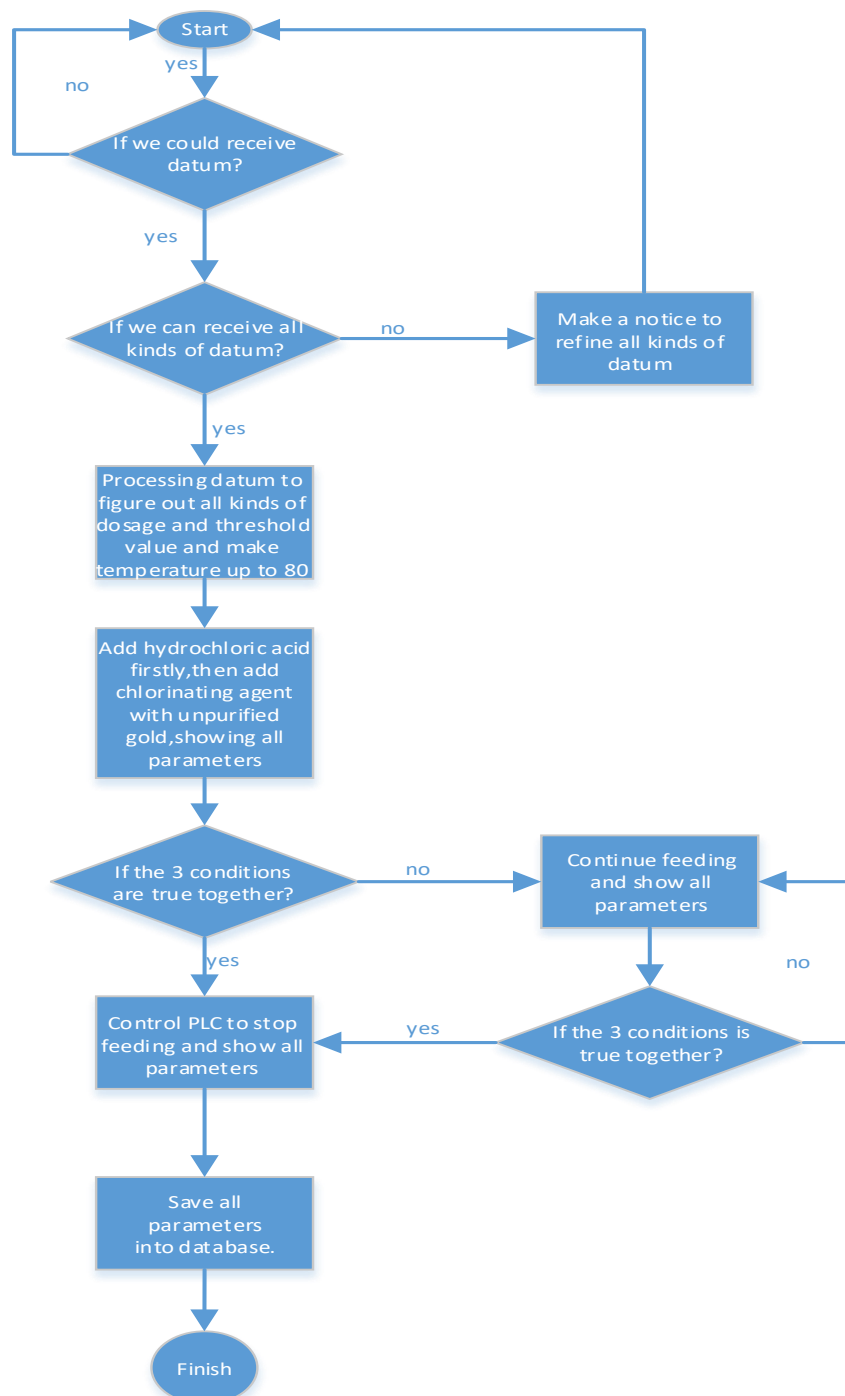 Start
yes
no
If we could receive
datum?
yes
If we can receive all
kinds of datum?
no
Make a notice to
refine all kinds of
datum
yes
Processing datum to
figure out all kinds of
dosage and threshold
value and make
temperature up to 80
Add hydrochloric acid
firstly,then add
chlorinating agent
with unpurified
gold,showing all
parameters
If the 3 conditions
are true together?
no
Continue feeding
and show all
parameters
yes
no
Control PLC to stop
feeding and show all
parameters
yes
If the 3 conditions is
true together?
Save all
parameters
into database.
Finish